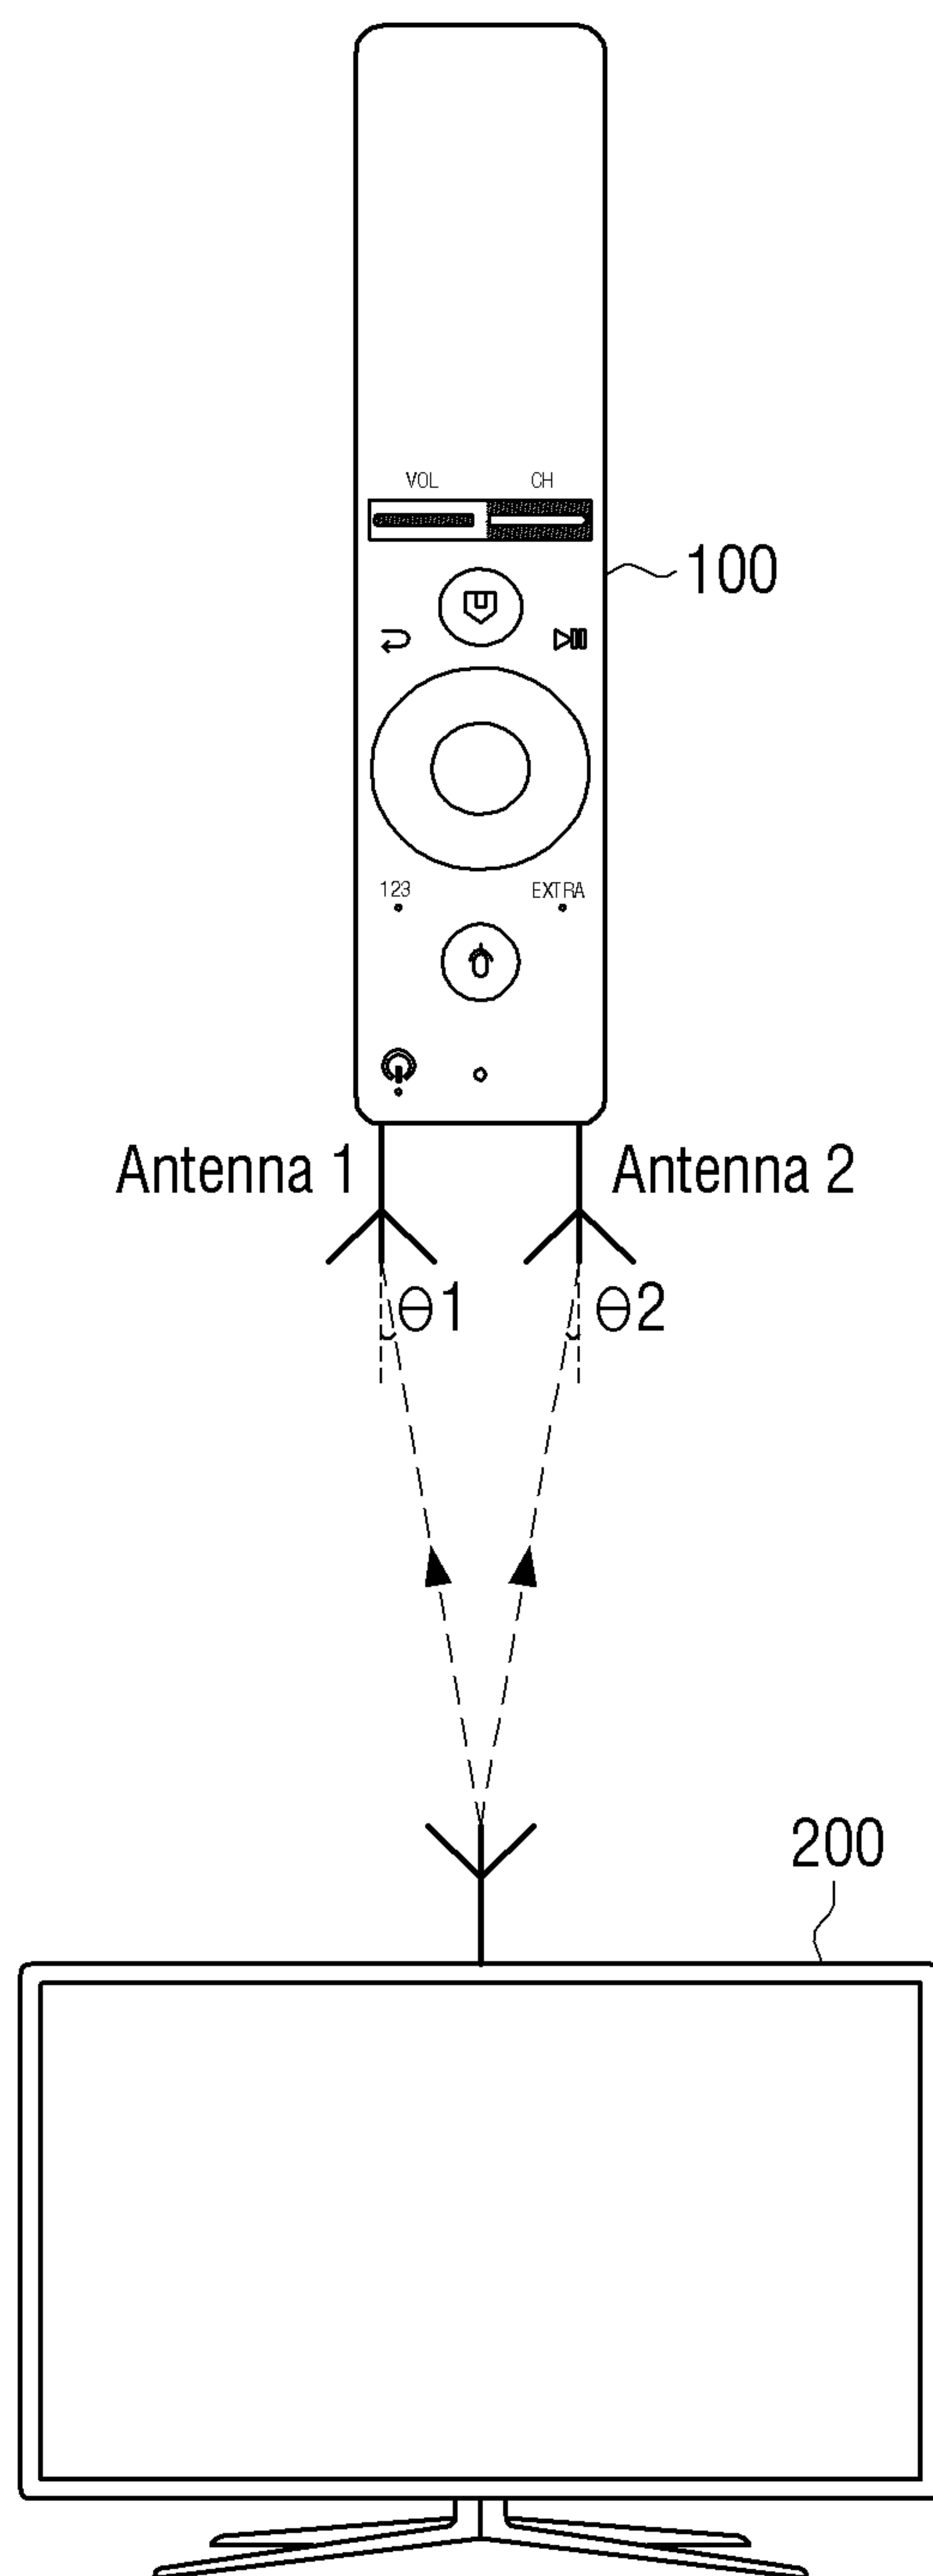 VOL CH
100
123 EXTRA
Antenna 1 Antenna 2
θ1 θ2
200